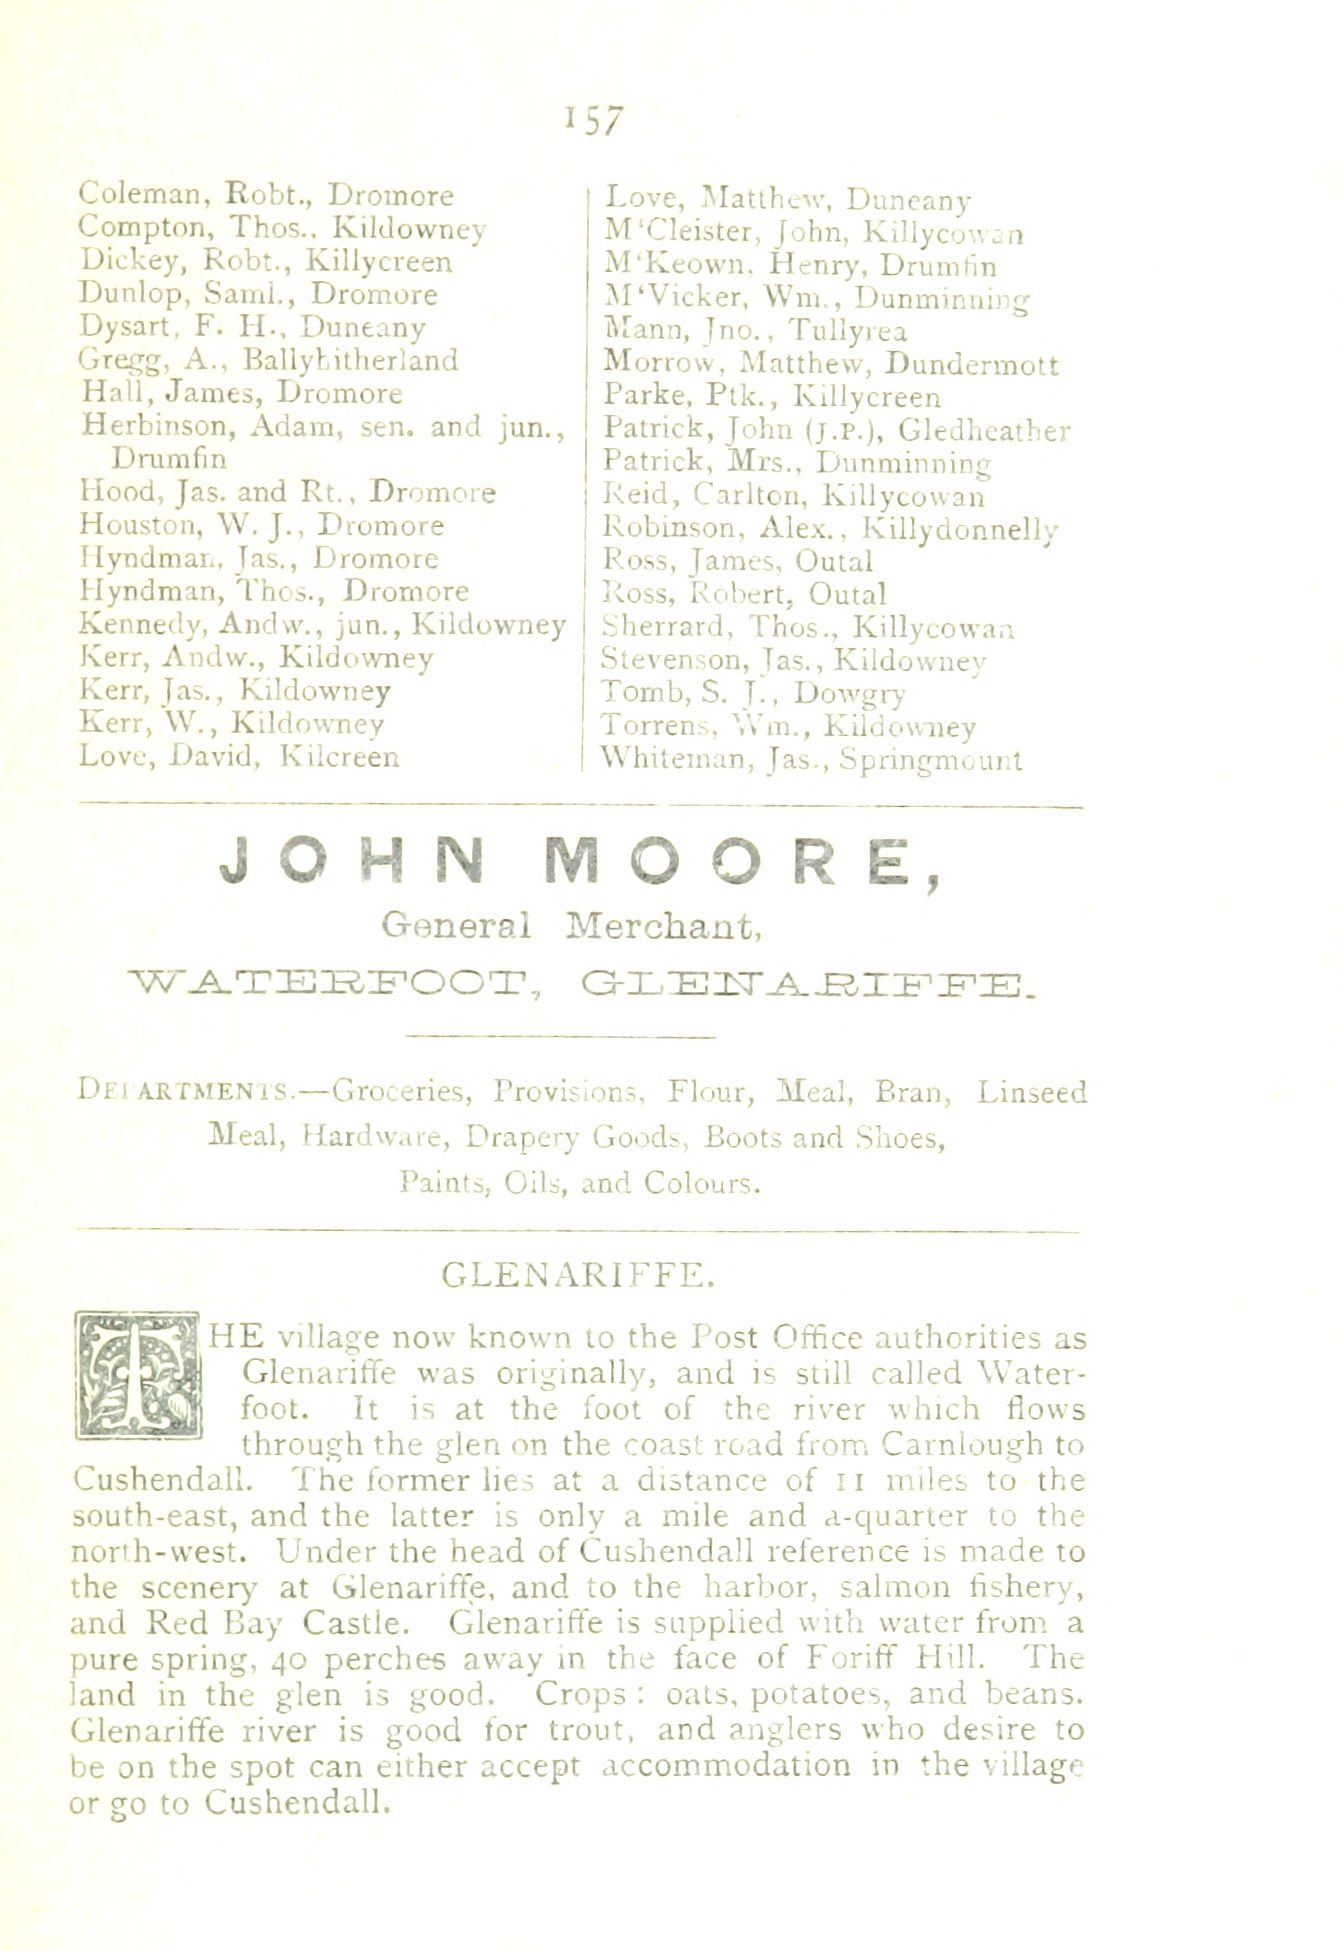 157
Coleman, Robt., Dromore
Compton, Thos., Kildowney
Dickey, Robt., Killycreen
Dunlop, Saml., Dromore
Dysart, F. H., Duneany
Gregg, A., Ballyhitherland
Hall, James, Dromore
Herbinson, Adam, sen. and jun.,
Drumfin
Hood, Jas. and Rt., Dromore
Houston, W. J., Dromore
Hyndman, Jas., Dromore
Hyndman, Thos., Dromore
Kennedy, Andw., jun., Kildowney
Kerr, Andw., Kildowney
Kerr, Jas., Kildowney
Kerr, W., Kildowney
Love, David, Kilcreen
Love, Matthew, Duneany
M‘Cleister, John, Killycowan
M‘Keown, Henry, Drumfin
M‘Vicker, Wm., Dunminning
Mann, Jno., Tullyrea
Morrow, Matthew, Dundermott
Parke, Ptk., Killycreen
Patrick, John (J.P.), Gledheather
Patrick, Mrs., Dunminning
Reid, Carlton, Killycowan
Robinson, Alex., Killydonnelly
Ross, James, Outal
Ross, Robert, Outal
Sherrard, Thos., Killycowan
Stevenson, Jas., Kildowney
Tomb, S. J., Dowgry
Torrens, Wm., Kildowney
Whiteman, Jas., Springmount
JOHN MOORE,
General Merchant,
WATERFOOT, GLENARIFFE.
DEPARTMENTS.—Groceries, Provisions, Flour, Meal, Bran, Linseed
Meal, Hardware, Drapery Goods, Boots and Shoes,
Paints, Oils, and Colours.
GLENARIFFE.
THE village now known to the Post Office authorities as
Glenariffe was originally, and is still called Water-
foot. It is at the foot of the river which flows
through the glen on the coast road from Carnlough to
Cushendall. The former lies at a distance of 11 miles to the
south-east, and the latter is only a mile and a-quarter to the
north-west. Under the head of Cushendall reference is made to
the scenery at Glenariffe, and to the harbor, salmon fishery,
and Red Bay Castle. Glenariffe is supplied with water from a
pure spring, 40 perches away in the face of Foriff Hill. The
land in the glen is good. Crops: oats, potatoes, and beans.
Glenariffe river is good for trout, and anglers who desire to
be on the spot can either accept accommodation in the village
or go to Cushendall.